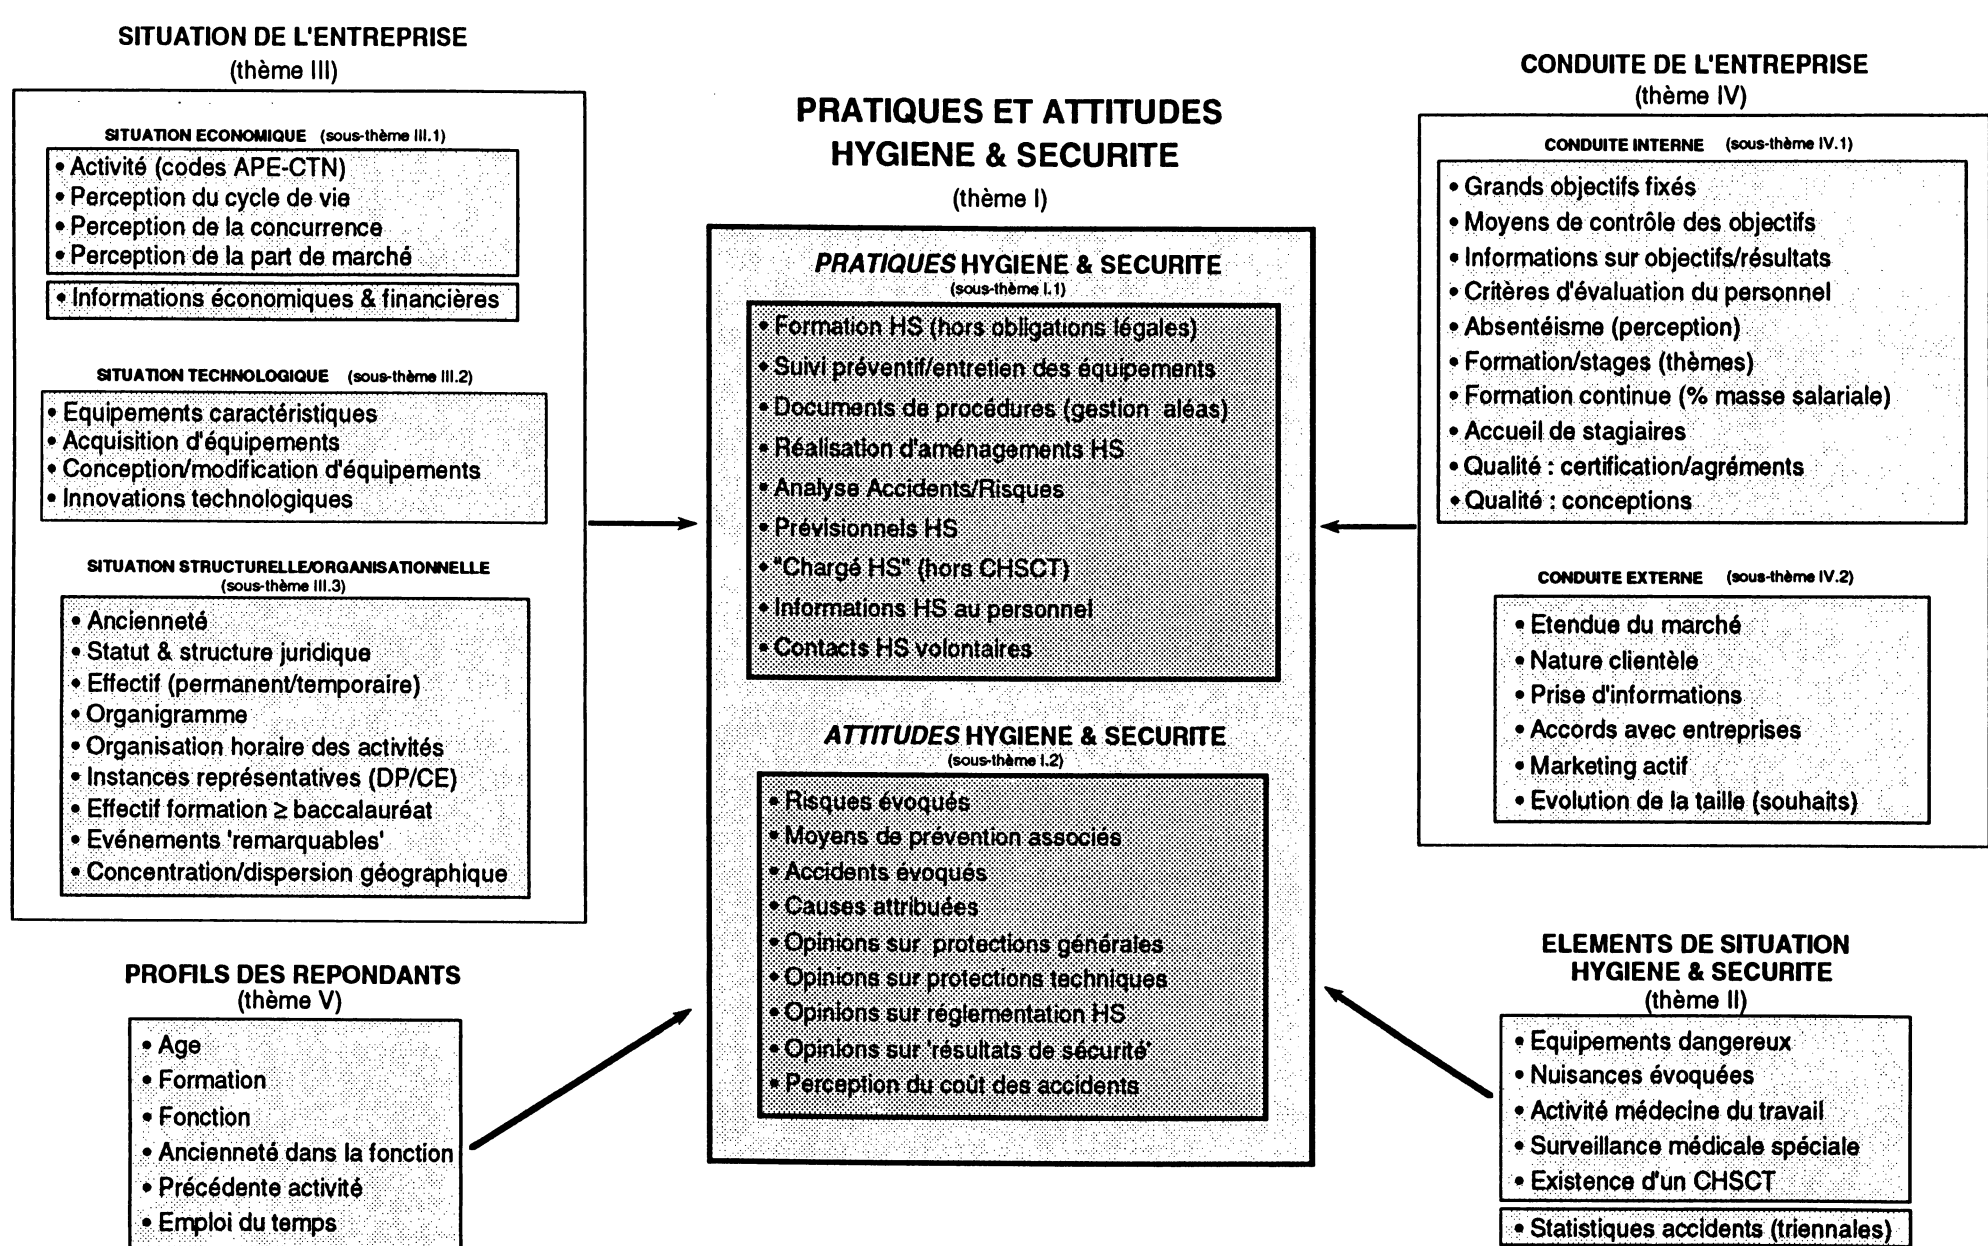 SITUATION DE L'ENTREPRISE
(thème III)
SITUATION ECONOMIQUE (sous-thème III.1)
• Activité (codes APE-CTN)
• Perception du cycle de vie
• Perception de la concurrence
• Perception de la part de marché
• Informations économiques & financières
SITUATION TECHNOLOGIQUE (sous-thème III.2)
• Equipements caractéristiques
• Acquisition d'équipements
• Conception/modification d'équipements
• Innovations technologiques
SITUATION STRUCTURELLE/ORGANISATIONNELLE
(sous-thème III.3)
• Ancienneté
• Statut & structure juridique
• Effectif (permanent/temporaire)
• Organigramme
• Organisation horaire des activités
• Instances représentatives (DP/CE)
• Effectif formation ≥ baccalauréat
• Evénements 'remarquables'
• Concentration/dispersion géographique
PROFILS DES REPONDANTS
(thème V)
• Age
• Formation
• Fonction
• Ancienneté dans la fonction
• Précédente activité
• Emploi du temps
PRATIQUES ET ATTITUDES
HYGIENE & SECURITE
(thème I)
PRATIQUES HYGIENE & SECURITE
(sous-thème I.1)
• Formation HS (hors obligations légales)
• Suivi préventif/entretien des équipements
• Documents de procédures (gestion aléas)
• Réalisation d'aménagements HS
• Analyse Accidents/Risques
• Prévisionnels HS
• "Chargé HS" (hors CHSCT)
• Informations HS au personnel
• Contacts HS volontaires
ATTITUDES HYGIENE & SECURITE
(sous-thème I.2)
• Risques évoqués
• Moyens de prévention associés
• Accidents évoqués
• Causes attribuées
• Opinions sur protections générales
• Opinions sur protections techniques
• Opinions sur réglementation HS
• Opinions sur 'résultats de sécurité'
• Perception du coût des accidents
CONDUITE DE L'ENTREPRISE
(thème IV)
CONDUITE INTERNE (sous-thème IV.1)
• Grands objectifs fixés
• Moyens de contrôle des objectifs
• Informations sur objectifs/résultats
• Critères d'évaluation du personnel
• Absentéisme (perception)
• Formation/stages (thèmes)
• Formation continue (% masse salariale)
• Accueil de stagiaires
• Qualité : certification/agréments
• Qualité : conceptions
CONDUITE EXTERNE (sous-thème IV.2)
• Etendue du marché
• Nature clientèle
• Prise d'informations
• Accords avec entreprises
• Marketing actif
• Evolution de la taille (souhaits)
ELEMENTS DE SITUATION
HYGIENE & SECURITE
(thème II)
• Equipements dangereux
• Nuisances évoquées
• Activité médecine du travail
• Surveillance médicale spéciale
• Existence d'un CHSCT
• Statistiques accidents (triennales)